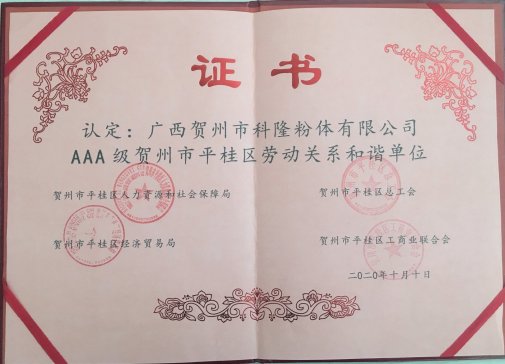 证书
认定：广西贺州市科隆粉体有限公司
AAA 级贺州市平桂区劳动关系和谐单位
贺州市平桂区人力资源和社会保障局
贺州市平桂区总工会
贺州市平桂区经济贸易局
贺州市平桂区工商业联合会
二〇二〇年十月十日